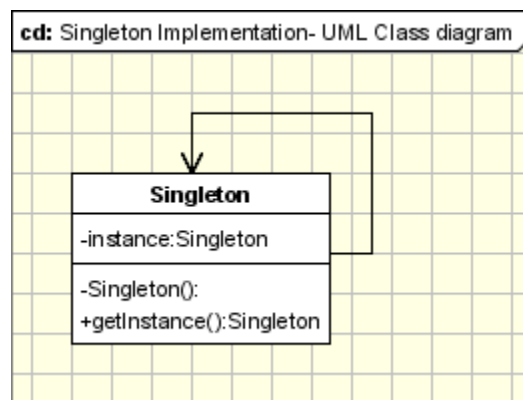 cd: Singleton Implementation- UML Class diagram
Singleton
-instance:Singleton
-Singleton():
+getInstance():Singleton